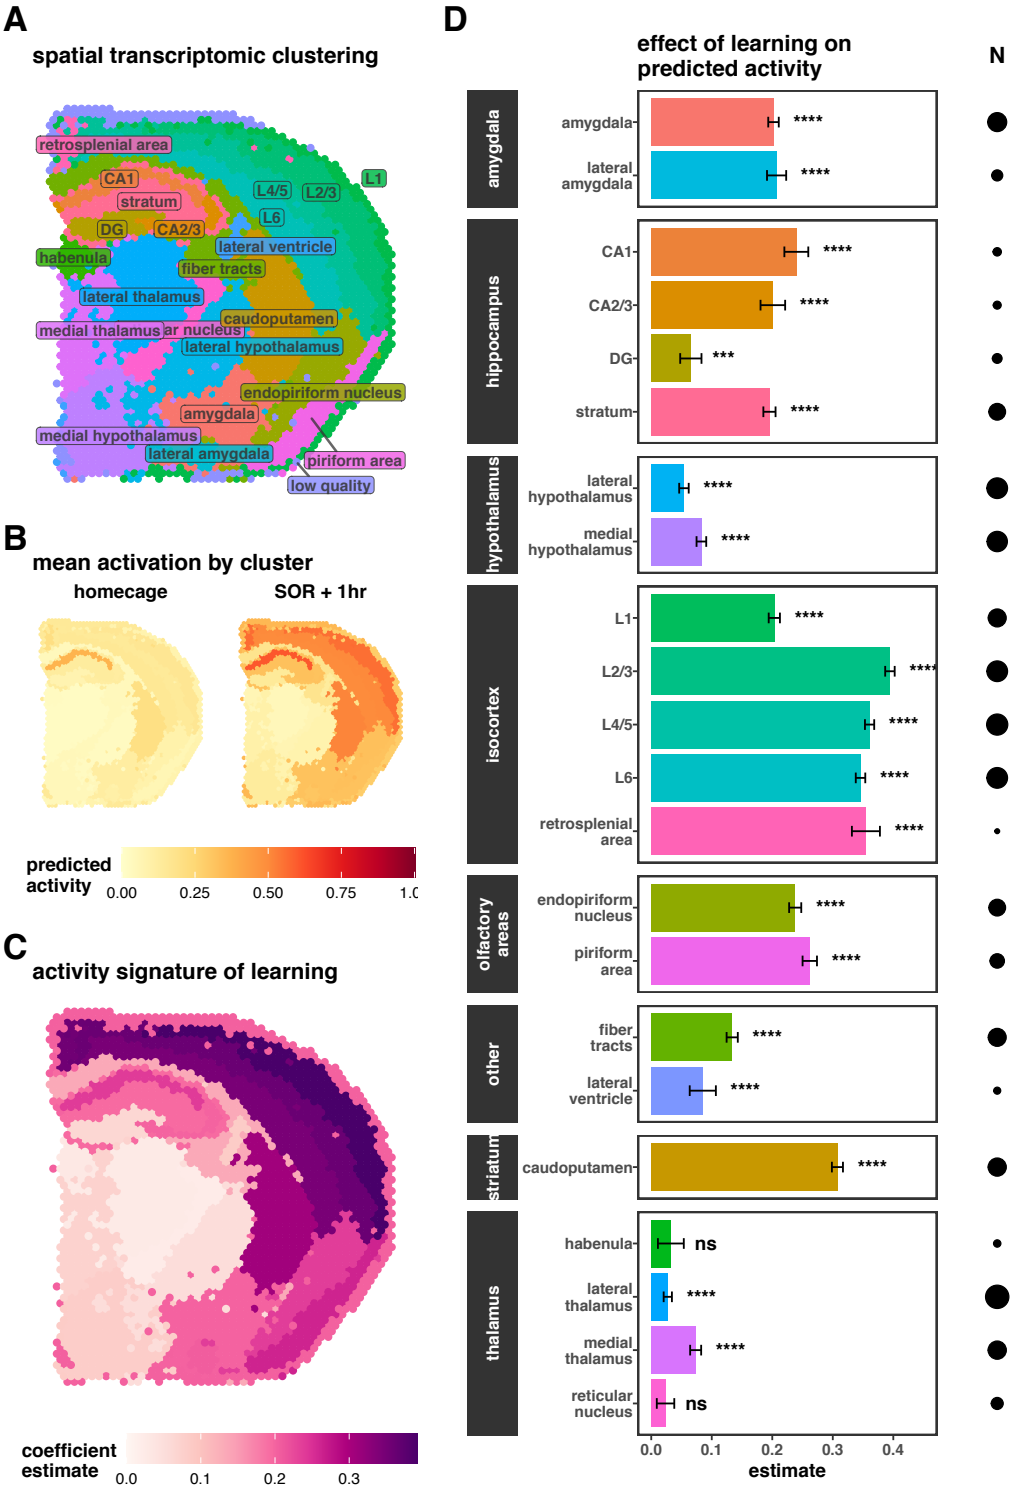 A
spatial transcriptomic clustering
retrosplenial area
CA1
stratum
DG
CA2/3
habenula
L4/5
L2/3
L1
L6
lateral ventricle
fiber tracts
lateral thalamus
caudoputamen
medial thalamus
ar nucleus
lateral hypothalamus
endopiriform nucleus
amygdala
medial hypothalamus
lateral amygdala
piriform area
low quality
B
mean activation by cluster
homecage
SOR + 1hr
predicted
activity
0.00 0.25 0.50 0.75 1.0
C
activity signature of learning
coefficient
estimate
0.0 0.1 0.2 0.3
D
effect of learning on
predicted activity
N
amygdala
amygdala
****
lateral
amygdala
****
hippocampus
CA1
****
CA2/3
****
DG
***
stratum
****
hypothalamus
lateral
hypothalamus
****
medial
hypothalamus
****
isocortex
L1
****
L2/3
****
L4/5
****
L6
****
retrosplenial
area
****
olfactory
areas
endopiriform
nucleus
****
piriform
area
****
other
fiber
tracts
****
lateral
ventricle
****
striatum
caudoputamen
****
thalamus
habenula
ns
lateral
thalamus
****
medial
thalamus
****
reticular
nucleus
ns
0.0 0.1 0.2 0.3 0.4
estimate